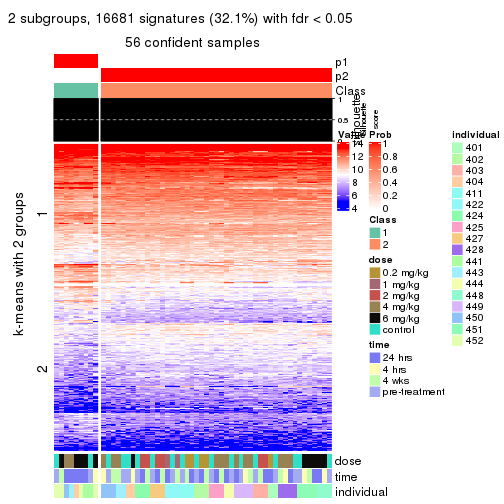 2 subgroups, 16681 signatures (32.1%) with fdr < 0.05
56 confident samples
p1
p2
Class
1
0.5
0
Silhouette
score
k-means with 2 groups
1
2
Value
14
12
10
8
6
4
Prob
1
0.8
0.6
0.4
0.2
0
Class
1
2
dose
0.2 mg/kg
1 mg/kg
2 mg/kg
4 mg/kg
6 mg/kg
control
time
24 hrs
4 hrs
4 wks
pre-treatment
individual
401
402
403
404
411
422
424
425
427
428
441
443
444
448
449
450
451
452
dose
time
individual